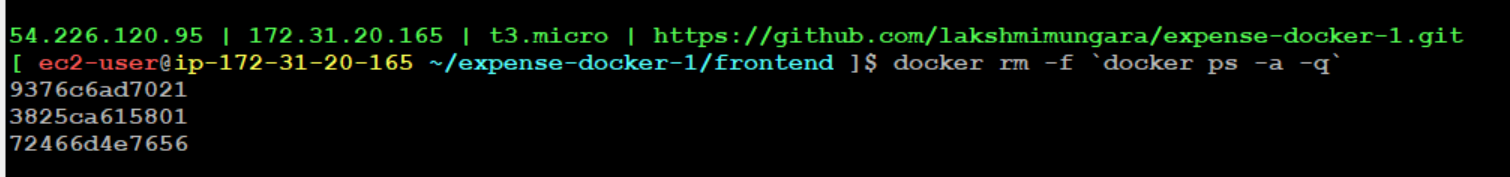 54.226.120.95 | 172.31.20.165 | t3.micro | https://github.com/lakshmimungara/expense-docker-1.git
[ ec2-user@ip-172-31-20-165 ~/expense-docker-1/frontend ]$ docker rm -f `docker ps -a -q`
9376c6ad7021
3825ca615801
72466d4e7656